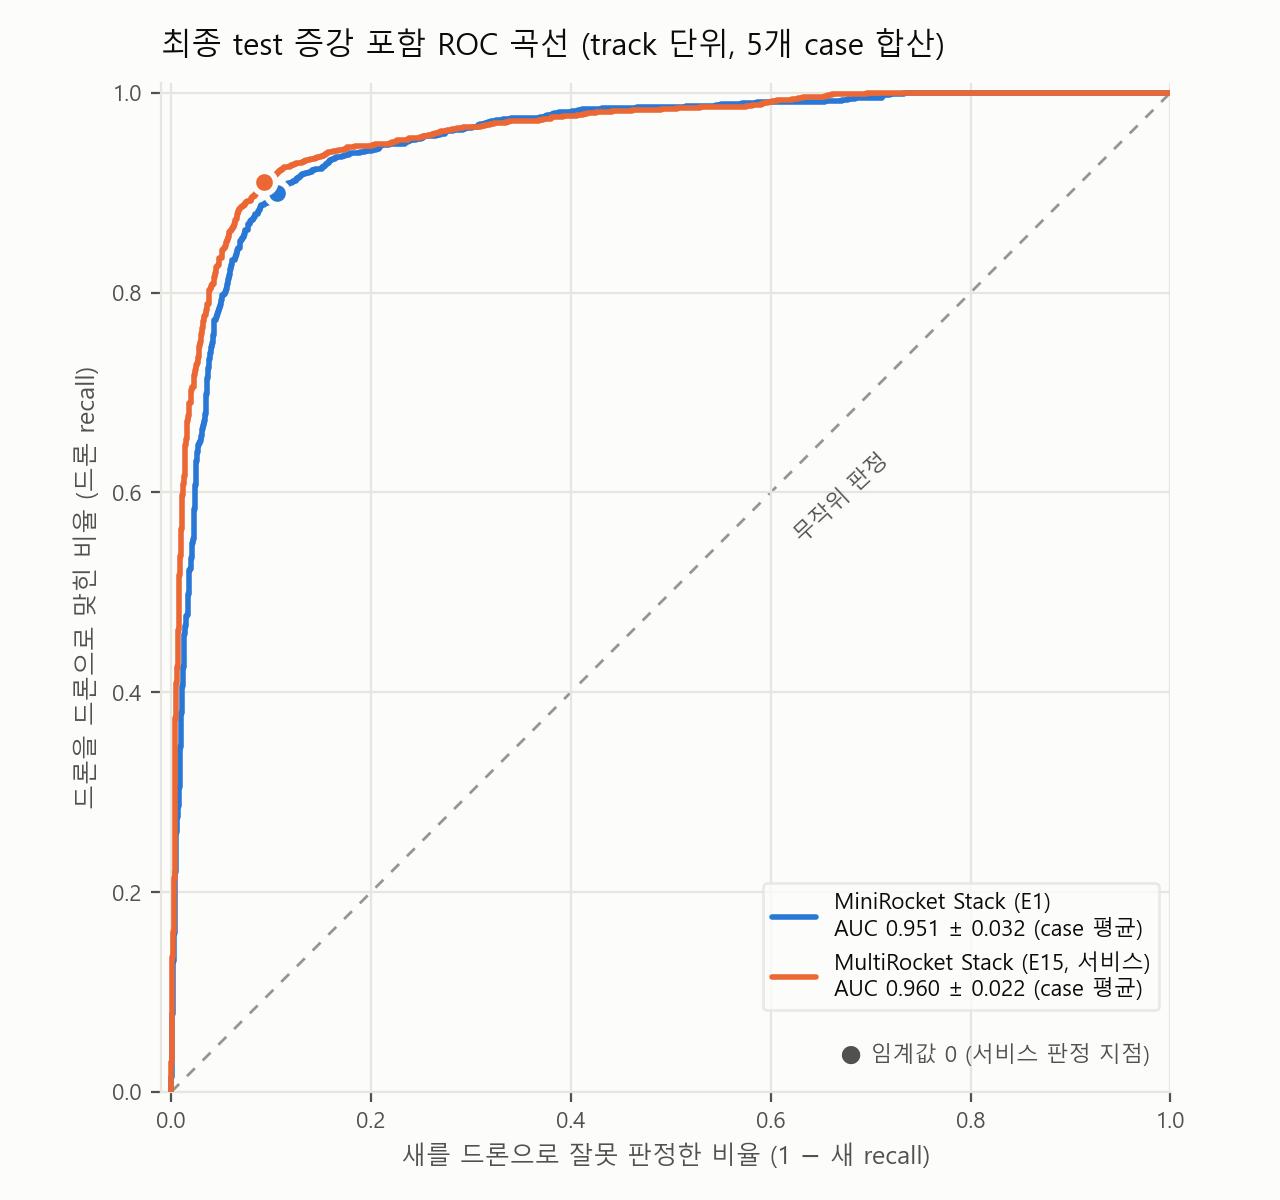 최종 test 증강 포함 ROC 곡선 (track 단위, 5개 case 합산)
드론을 드론으로 맞힌 비율 (드론 recall)
1.0
0.8
0.6
0.4
0.2
0.0
무작위 판정
MiniRocket Stack (E1)
AUC 0.951 ± 0.032 (case 평균)
MultiRocket Stack (E15, 서비스)
AUC 0.960 ± 0.022 (case 평균)
임계값 0 (서비스 판정 지점)
0.0 0.2 0.4 0.6 0.8 1.0
새를 드론으로 잘못 판정한 비율 (1 − 새 recall)